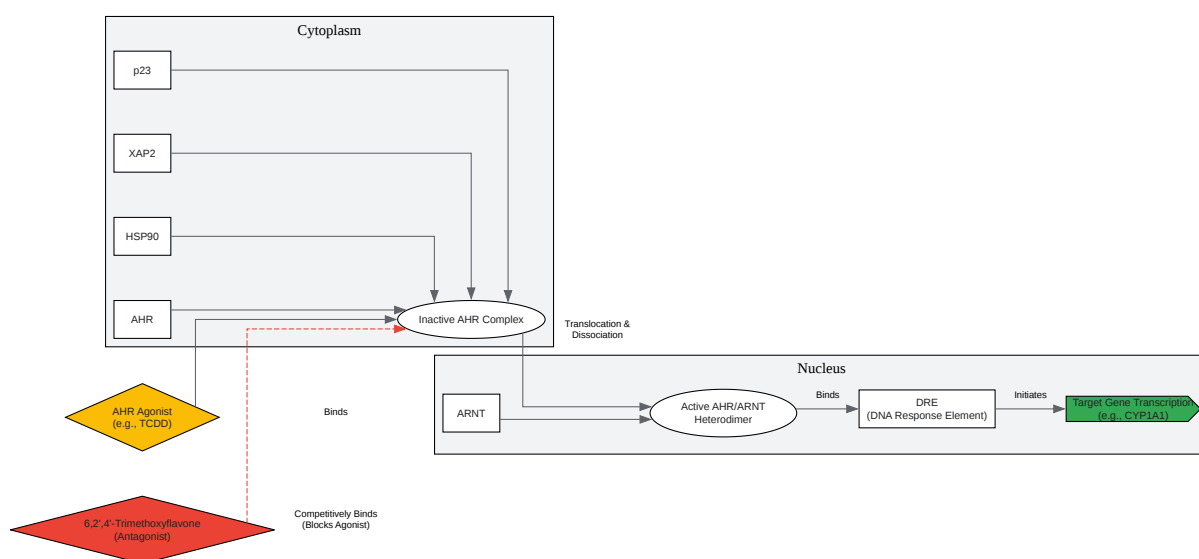 Cytoplasm
p23
XAP2
HSP90
AHR
Inactive AHR Complex
Translocation &
Dissociation
Nucleus
AHR Agonist
(e.g., TCDD)
Binds
ARNT
Active AHR/ARNT
Heterodimer
Binds
DRE
(DNA Response Element)
Initiates
Target Gene Transcription
(e.g., CYP1A1)
6,2',4'-Trimethoxyflavone
(Antagonist)
Competitively Binds
(Blocks Agonist)